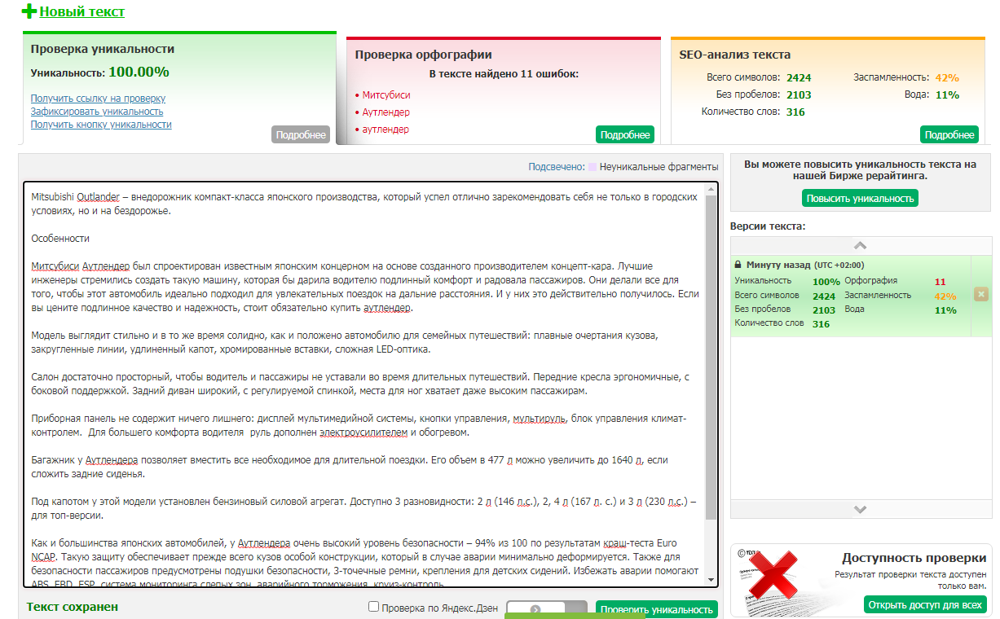 Новый текст
Проверка уникальности
Уникальность: 100.00%
Получить ссылку на проверку
Зафиксировать уникальность
Получить кнопку уникальности
Подробнее
Проверка орфографии
В тексте найдено 11 ошибок:
• Митсубиси
• Аутлендер
• аутлендер
Подробнее
SEO-анализ текста
Всего символов: 2424
Без пробелов: 2103
Количество слов: 316
Заспамленность: 42%
Вода: 11%
Подробнее
Подсвечено: Неуникальные фрагменты
Mitsubishi Outlander – внедорожник компакт-класса японского производства, который успел отлично зарекомендовать себя не только в городских
условиях, но и на бездорожье.
Особенности
Митсубиси Аутлендер был спроектирован известным японским концерном на основе созданного производителем концепт-кара. Лучшие
инженеры стремились создать такую машину, которая бы дарила водителю подлинный комфорт и радовала пассажиров. Они делали все для
того, чтобы этот автомобиль идеально подходил для увлекательных поездок на дальние расстояния. И у них это действительно получилось. Если
вы цените подлинное качество и надежность, стоит обязательно купить аутлендер.
Модель выглядит стильно и в то же время солидно, как и положено автомобилю для семейных путешествий: плавные очертания кузова,
закругленные линии, удлиненный капот, хромированные вставки, сложная LED-оптика.
Салон достаточно просторный, чтобы водитель и пассажиры не уставали во время длительных путешествий. Передние кресла эргономичные, с
боковой поддержкой. Задний диван широкий, с регулируемой спинкой, места для ног хватает даже высоким пассажирам.
Приборная панель не содержит ничего лишнего: дисплей мультимедийной системы, кнопки управления, мультируль, блок управления климат-
контролем.  Для большего комфорта водителя  руль дополнен электроусилителем и обогревом.
Багажник у Аутлендера позволяет вместить все необходимое для длительной поездки. Его объем в 477 л можно увеличить до 1640 л, если
сложить задние сиденья.
Под капотом у этой модели установлен бензиновый силовой агрегат. Доступно 3 разновидности: 2 л (146 л.с.), 2, 4 л (167 л. с.) и 3 л (230 л.с.) –
для топ-версии.
Как и большинства японских автомобилей, у Аутлендера очень высокий уровень безопасности – 94% из 100 по результатам краш-теста Euro
NCAP. Такую защиту обеспечивает прежде всего кузов особой конструкции, который в случае аварии минимально деформируется. Также для
безопасности пассажиров предусмотрены подушки безопасности, 3-точечные ремни, крепления для детских сидений. Избежать аварии помогают
ABS, EBD, ESP, система мониторинга слепых зон, аварийного торможения, круиз-контроль.
Текст сохранен
Проверка по Яндекс.Дзен
Проверить уникальность
Вы можете повысить уникальность текста на
нашей Бирже рерайтинга.
Повысить уникальность
Версии текста:
Минуту назад (UTC +02:00)
Уникальность 100% Орфография 11
Всего символов 2424 Заспамленность 42%
Без пробелов 2103 Вода 11%
Количество слов 316
Доступность проверки
Результат проверки текста доступен
только вам.
Открыть доступ для всех